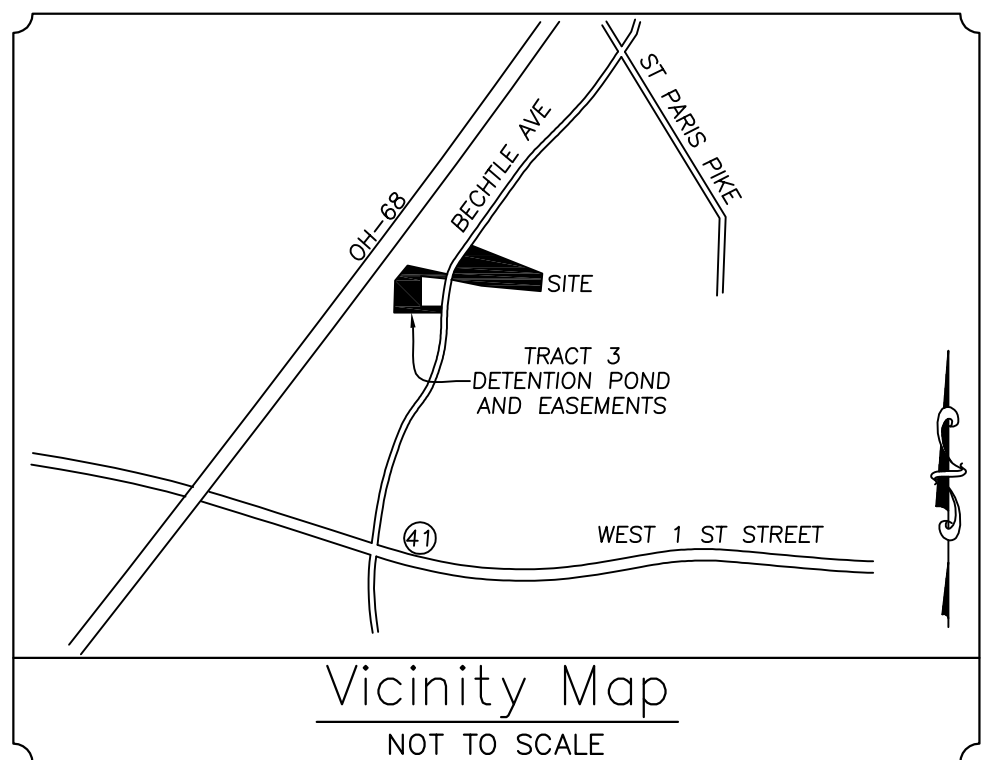 ST PARIS PIKE
BECHTLE AVE
OH-68
SITE
TRACT 3
DETENTION POND
AND EASEMENTS
41
WEST 1 ST STREET
Vicinity Map
NOT TO SCALE